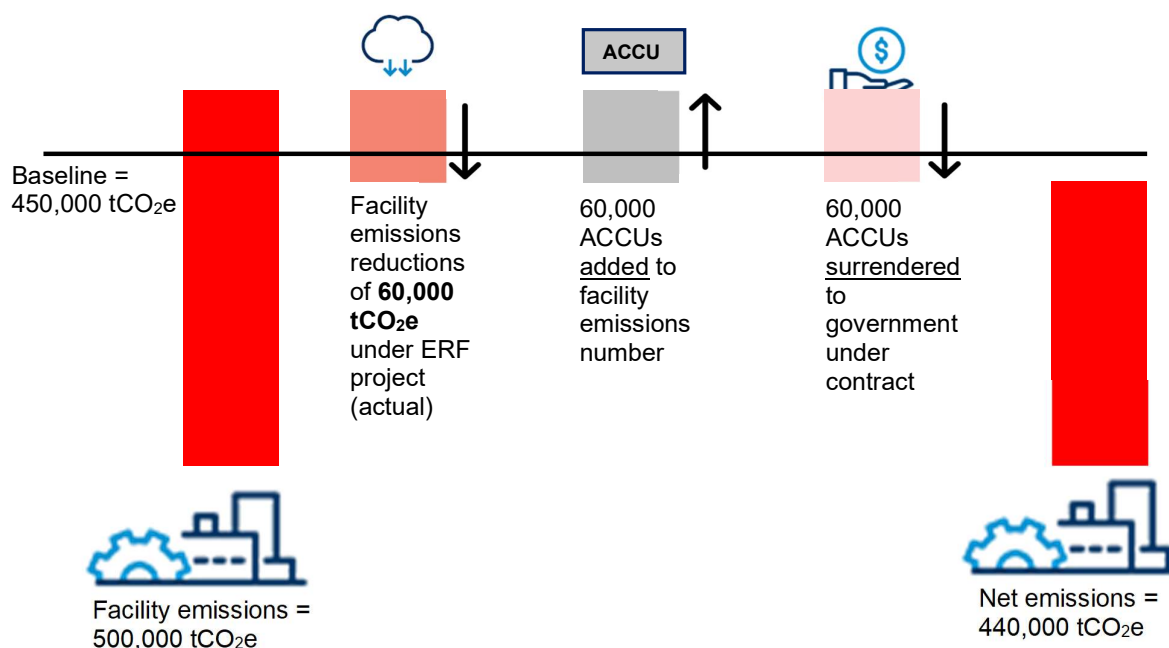 ACCU
$
Baseline =
450,000 tCO₂e
Facility
emissions
reductions
of 60,000
tCO₂e
under ERF
project
(actual)
60,000
ACCUs
added to
facility
emissions
number
60,000
ACCUs
surrendered
to
government
under
contract
Facility emissions =
500,000 tCO₂e
Net emissions =
440,000 tCO₂e